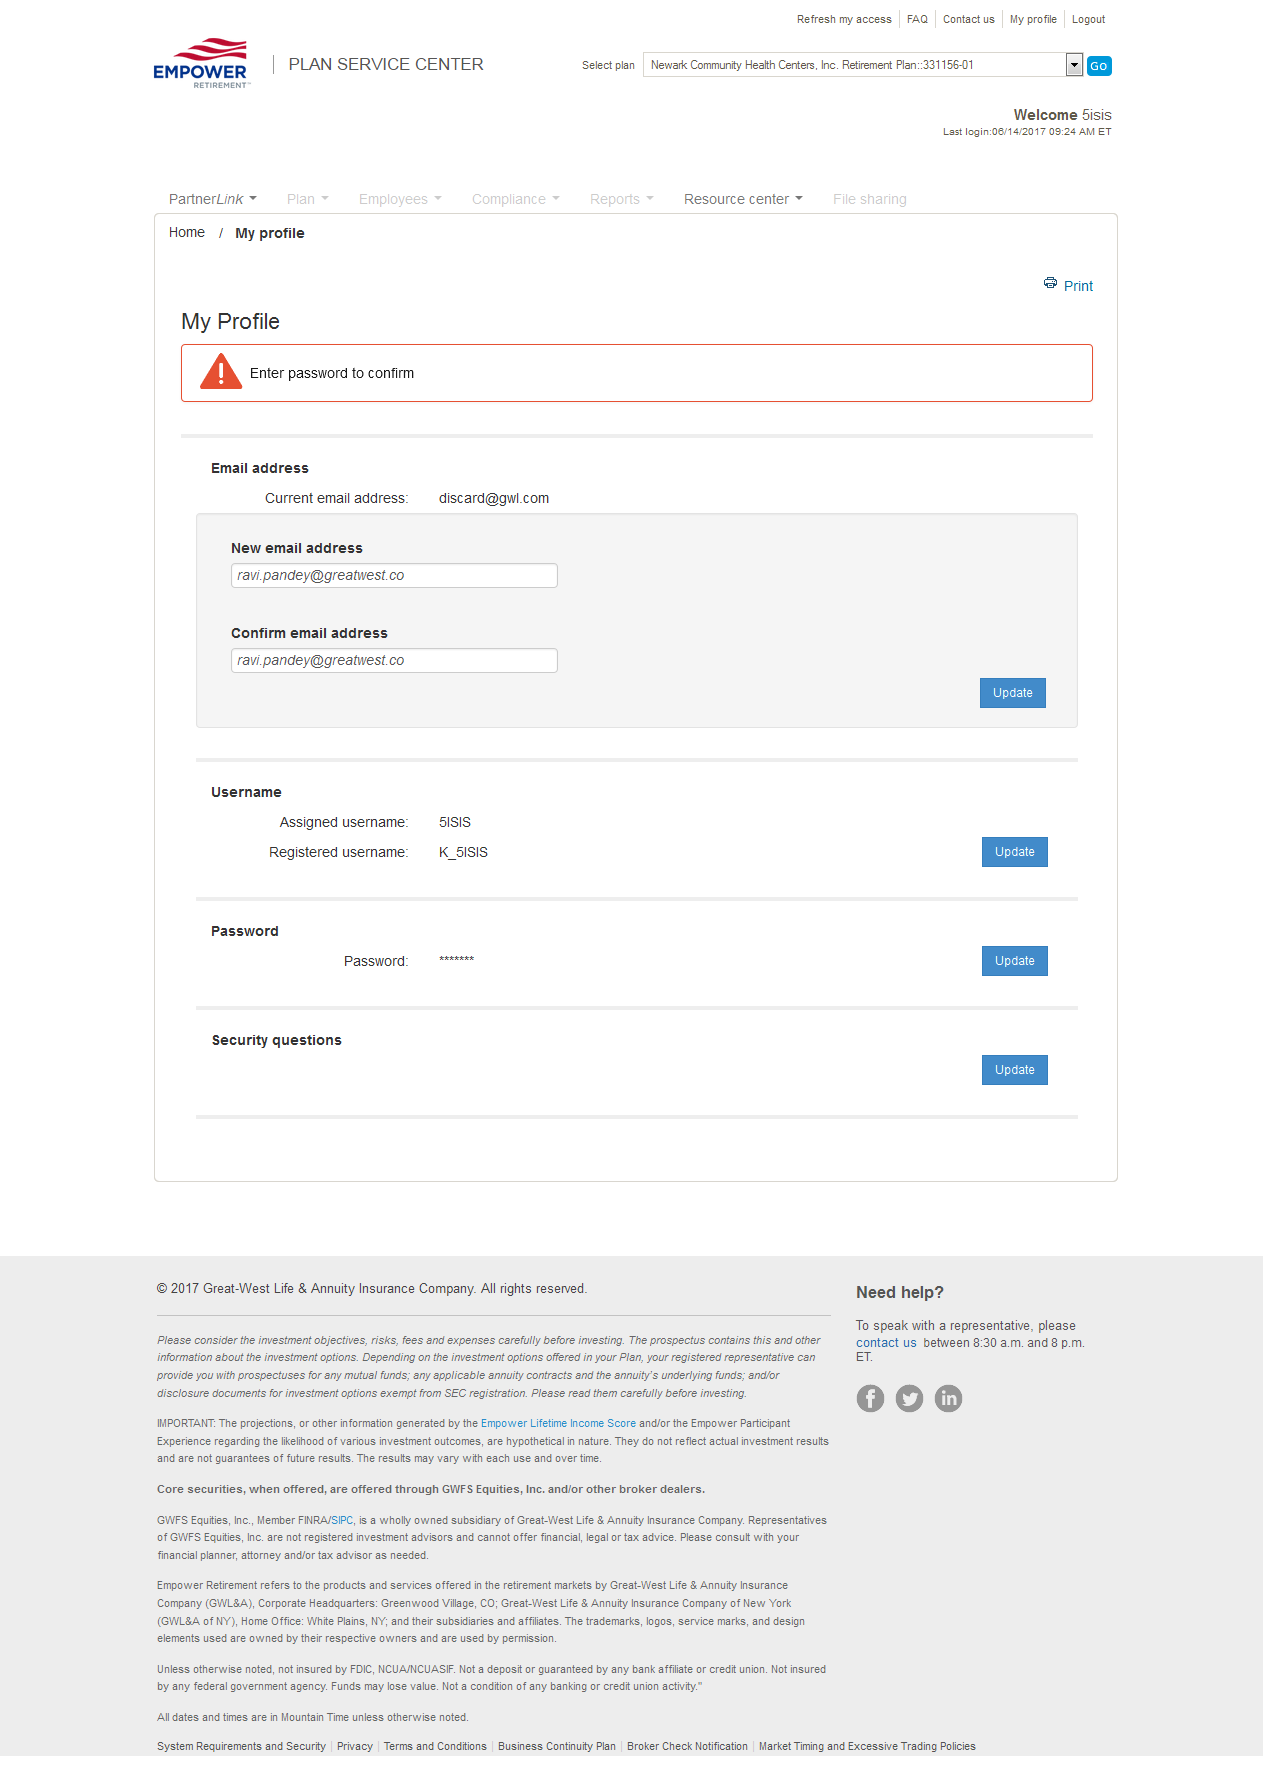 Refresh my access FAQ Contact us My profile Logout
EMPOWER
RETIREMENT™
PLAN SERVICE CENTER
Select plan Newark Community Health Centers, Inc. Retirement Plan::331156-01 Go
Welcome 5isis
Last login:06/14/2017 09:24 AM ET
PartnerLink Plan Employees Compliance Reports Resource center File sharing
Home / My profile
Print
My Profile
Enter password to confirm
Email address
Current email address: discard@gwl.com
New email address
ravi.pandey@greatwest.co
Confirm email address
ravi.pandey@greatwest.co
Update
Username
Assigned username: 5ISIS
Registered username: K_5ISIS Update
Password
Password: ******* Update
Security questions
Update
© 2017 Great-West Life & Annuity Insurance Company. All rights reserved.
Please consider the investment objectives, risks, fees and expenses carefully before investing. The prospectus contains this and other
information about the investment options. Depending on the investment options offered in your Plan, your registered representative can
provide you with prospectuses for any mutual funds; any applicable annuity contracts and the annuity's underlying funds; and/or
disclosure documents for investment options exempt from SEC registration. Please read them carefully before investing.
IMPORTANT: The projections, or other information generated by the Empower Lifetime Income Score and/or the Empower Participant
Experience regarding the likelihood of various investment outcomes, are hypothetical in nature. They do not reflect actual investment results
and are not guarantees of future results. The results may vary with each use and over time.
Core securities, when offered, are offered through GWFS Equities, Inc. and/or other broker dealers.
GWFS Equities, Inc., Member FINRA/SIPC, is a wholly owned subsidiary of Great-West Life & Annuity Insurance Company. Representatives
of GWFS Equities, Inc. are not registered investment advisors and cannot offer financial, legal or tax advice. Please consult with your
financial planner, attorney and/or tax advisor as needed.
Empower Retirement refers to the products and services offered in the retirement markets by Great-West Life & Annuity Insurance
Company (GWL&A), Corporate Headquarters: Greenwood Village, CO; Great-West Life & Annuity Insurance Company of New York
(GWL&A of NY), Home Office: White Plains, NY; and their subsidiaries and affiliates. The trademarks, logos, service marks, and design
elements used are owned by their respective owners and are used by permission.
Unless otherwise noted, not insured by FDIC, NCUA/NCUASIF. Not a deposit or guaranteed by any bank affiliate or credit union. Not insured
by any federal government agency. Funds may lose value. Not a condition of any banking or credit union activity."
All dates and times are in Mountain Time unless otherwise noted.
System Requirements and Security | Privacy | Terms and Conditions | Business Continuity Plan | Broker Check Notification | Market Timing and Excessive Trading Policies
Need help?
To speak with a representative, please
contact us between 8:30 a.m. and 8 p.m.
ET.